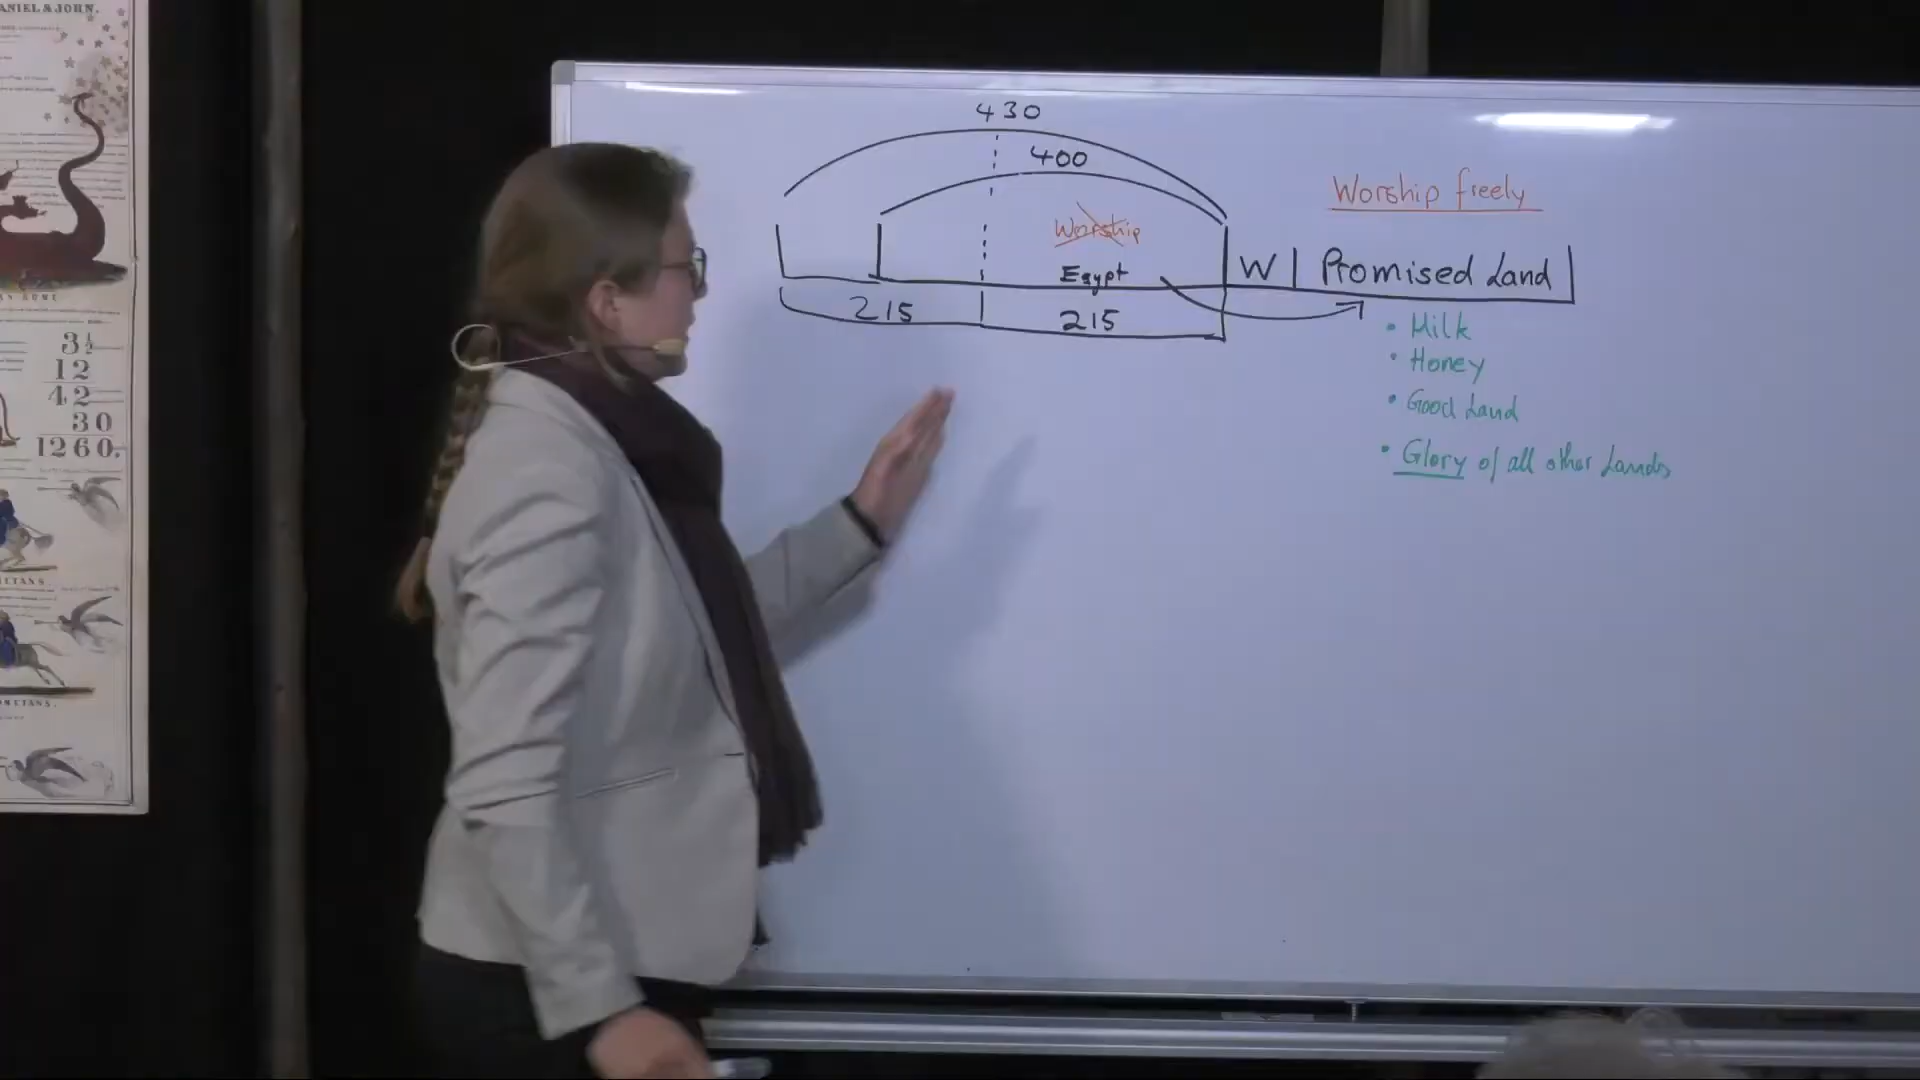 ANIEL & JOHN.
3½
12
42
30
1260.
430
400
Worship
Egypt
215
215
W
Promised Land
Worship freely
• Milk
• Honey
• Good Land
• Glory of all other Lands